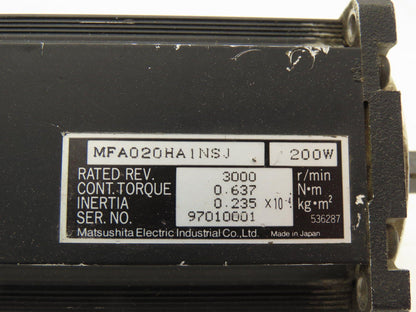 MFA020HA1NSJ 200W
RATED REV. 3000 r/min
CONT.TORQUE 0.637 N·m
INERTIA 0.235 ×10⁻⁴ kg·m²
SER. NO. 97010001 536287
Matsushita Electric Industrial Co., Ltd. Made in Japan